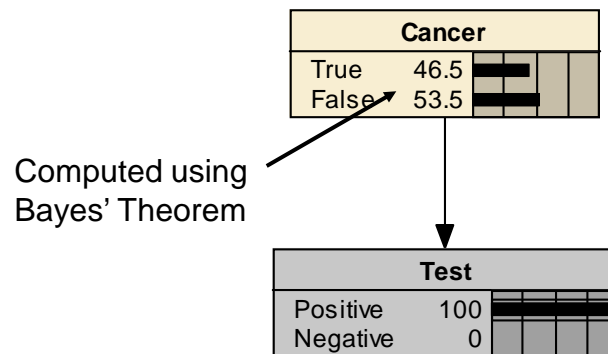 Cancer
True 46.5
False 53.5
Computed using
Bayes' Theorem
Test
Positive 100
Negative 0